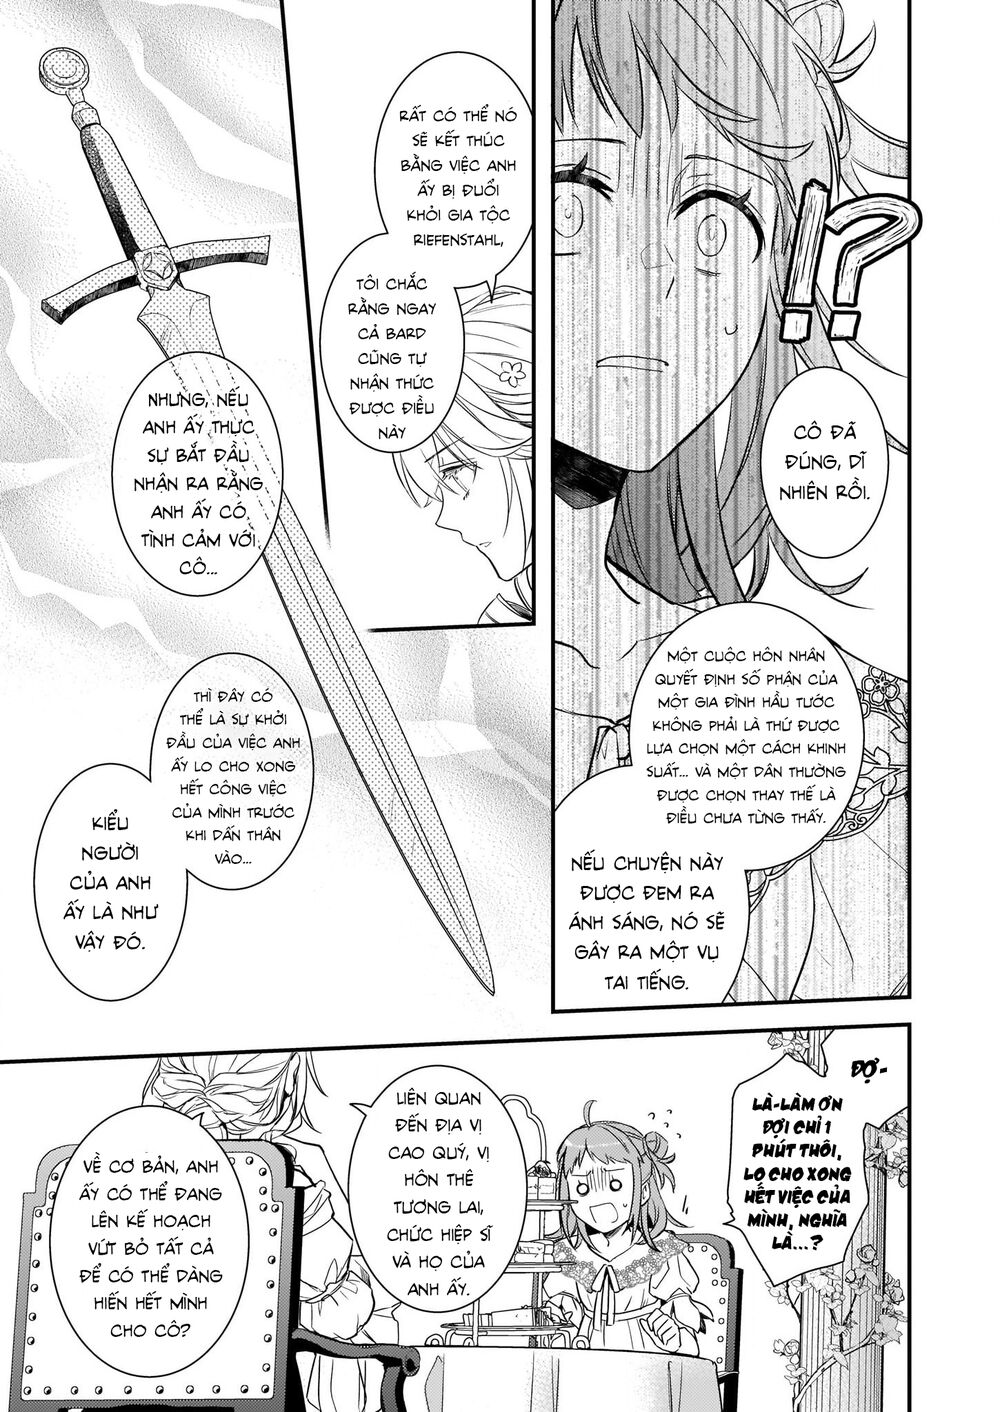 !?
CÔ ĐÃ
ĐÚNG, DĨ
NHIÊN RỒI.
MỘT CUỘC HÔN NHÂN
QUYẾT ĐỊNH SỐ PHẬN CỦA
MỘT GIA ĐÌNH HẦU TƯỚC
KHÔNG PHẢI LÀ THỨ ĐƯỢC
LỰA CHỌN MỘT CÁCH KHINH
SUẤT... VÀ MỘT DÂN THƯỜNG
ĐƯỢC CHỌN THAY THẾ LÀ
ĐIỀU CHƯA TỪNG THẤY.
NẾU CHUYỆN NÀY
ĐƯỢC ĐEM RA
ÁNH SÁNG, NÓ SẼ
GÂY RA MỘT VỤ
TAI TIẾNG.
RẤT CÓ THỂ NÓ
SẼ KẾT THÚC
BẰNG VIỆC ANH
ẤY BỊ ĐUỔI
KHỎI GIA TỘC
RIEFENSTAHL,
TÔI CHẮC
RẰNG NGAY
CẢ BARD
CŨNG TỰ
NHẬN THỨC
ĐƯỢC ĐIỀU
NÀY
NHƯNG, NẾU
ANH ẤY THỰC
SỰ BẮT ĐẦU
NHẬN RA RẰNG
ANH ẤY CÓ
TÌNH CẢM VỚI
CÔ...
THÌ ĐÂY CÓ
THỂ LÀ SỰ KHỞI
ĐẦU CỦA VIỆC ANH
ẤY LO CHO XONG
HẾT CÔNG VIỆC
CỦA MÌNH TRƯỚC
KHI DẤN THÂN
VÀO...
KIỂU
NGƯỜI
CỦA ANH
ẤY LÀ NHƯ
VẬY ĐÓ.
ĐỢ-
LÀ-LÀM ƠN
ĐỢI CHỈ 1
PHÚT THÔI,
LO CHO XONG
HẾT VIỆC CỦA
MÌNH, NGHĨA
LÀ...?
LIÊN QUAN
ĐẾN ĐỊA VỊ
CAO QUÝ, VỊ
HÔN THÊ
TƯƠNG LAI,
CHỨC HIỆP SĨ
VÀ HỌ CỦA
ANH ẤY.
VỀ CƠ BẢN, ANH
ẤY CÓ THỂ ĐANG
LÊN KẾ HOẠCH
VỨT BỎ TẤT CẢ
ĐỂ CÓ THỂ DÀNG
HIẾN HẾT MÌNH
CHO CÔ?